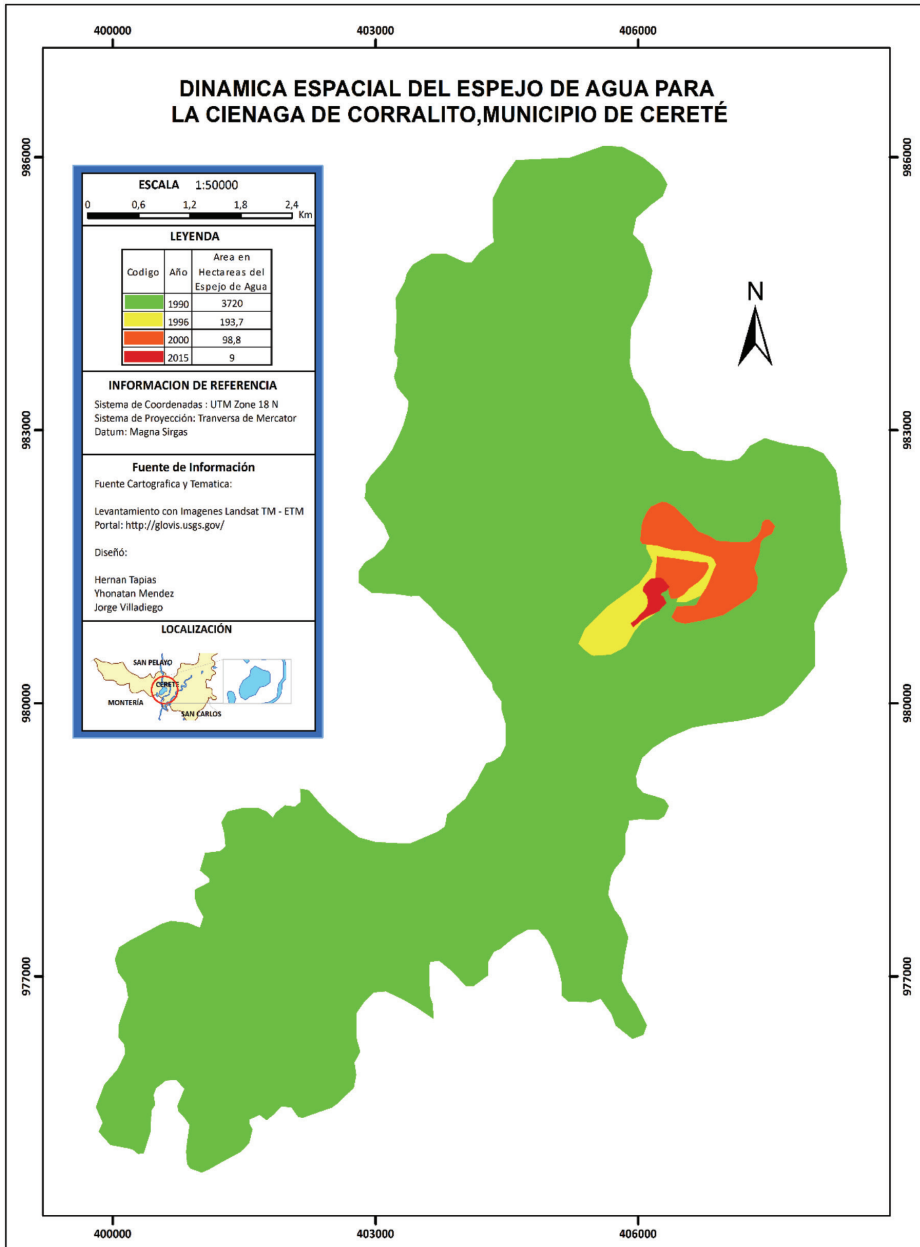 400000
403000
406000
DINAMICA ESPACIAL DEL ESPEJO DE AGUA PARA
LA CIENAGA DE CORRALITO,MUNICIPIO DE CERETÉ
986000
986000
ESCALA 1:50000
0 0,6 1,2 1,8 2,4
Km
LEYENDA
Codigo Año Area en
Hectareas del
Espejo de Agua
1990 3720
1996 193,7
2000 98,8
2015 9
N
INFORMACION DE REFERENCIA
Sistema de Coordenadas : UTM Zone 18 N
Sistema de Proyección: Tranversa de Mercator
Datum: Magna Sirgas
983000
983000
Fuente de Información
Fuente Cartografica y Tematica:
Levantamiento con Imagenes Landsat TM - ETM
Portal: http://glovis.usgs.gov/
Diseñó:
Hernan Tapias
Yhonatan Mendez
Jorge Villadiego
LOCALIZACIÓN
SAN PELAYO
CERETE
MONTERÍA
SAN CARLOS
980000
980000
977000
977000
400000
403000
406000